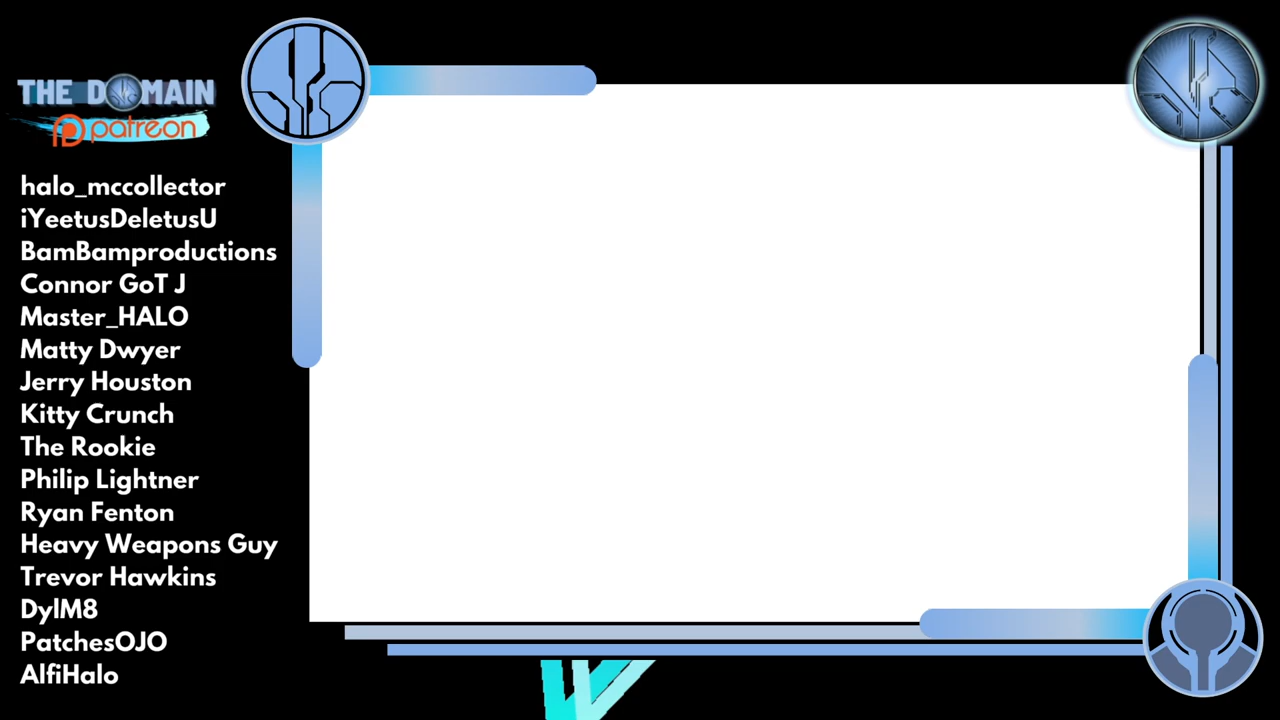 THE DOMAIN
patreon
halo_mccollector
iYeetusDeletusU
BamBamproductions
Connor GoT J
Master_HALO
Matty Dwyer
Jerry Houston
Kitty Crunch
The Rookie
Philip Lightner
Ryan Fenton
Heavy Weapons Guy
Trevor Hawkins
DylM8
PatchesOJO
AlfiHalo